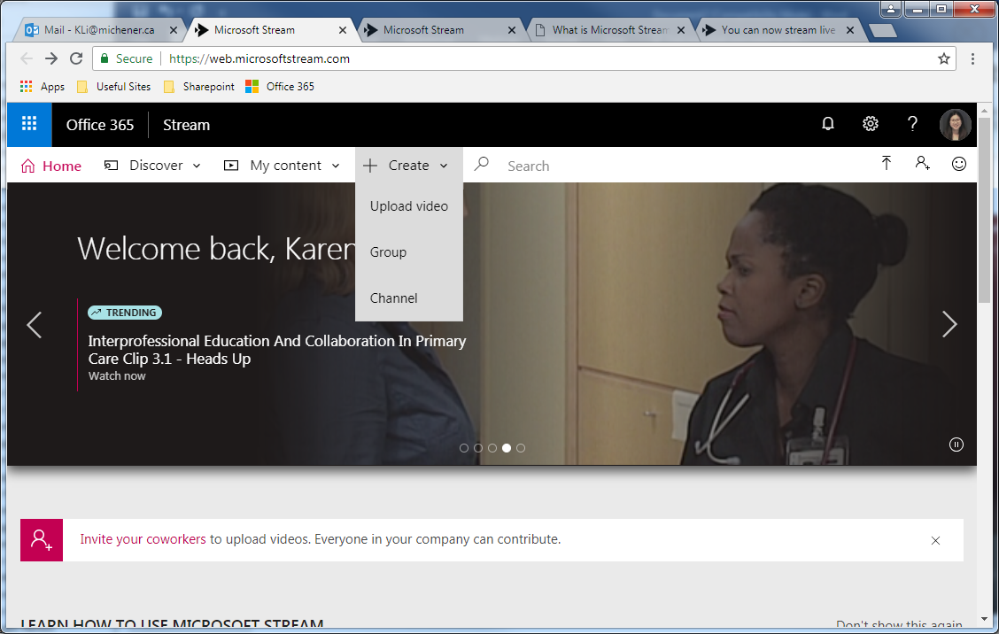 Mail - KLi@michener.ca
Microsoft Stream
Microsoft Stream
What is Microsoft Stream
You can now stream live
Secure
https://web.microsoftstream.com
Apps
Useful Sites
Sharepoint
Office 365
Office 365
Stream
Home
Discover
My content
Create
Search
Upload video
Group
Channel
Welcome back, Karen
TRENDING
Interprofessional Education And Collaboration In Primary
Care Clip 3.1 - Heads Up
Watch now
Invite your coworkers to upload videos. Everyone in your company can contribute.
LEARN HOW TO USE MICROSOFT STREAM
Don't show this again